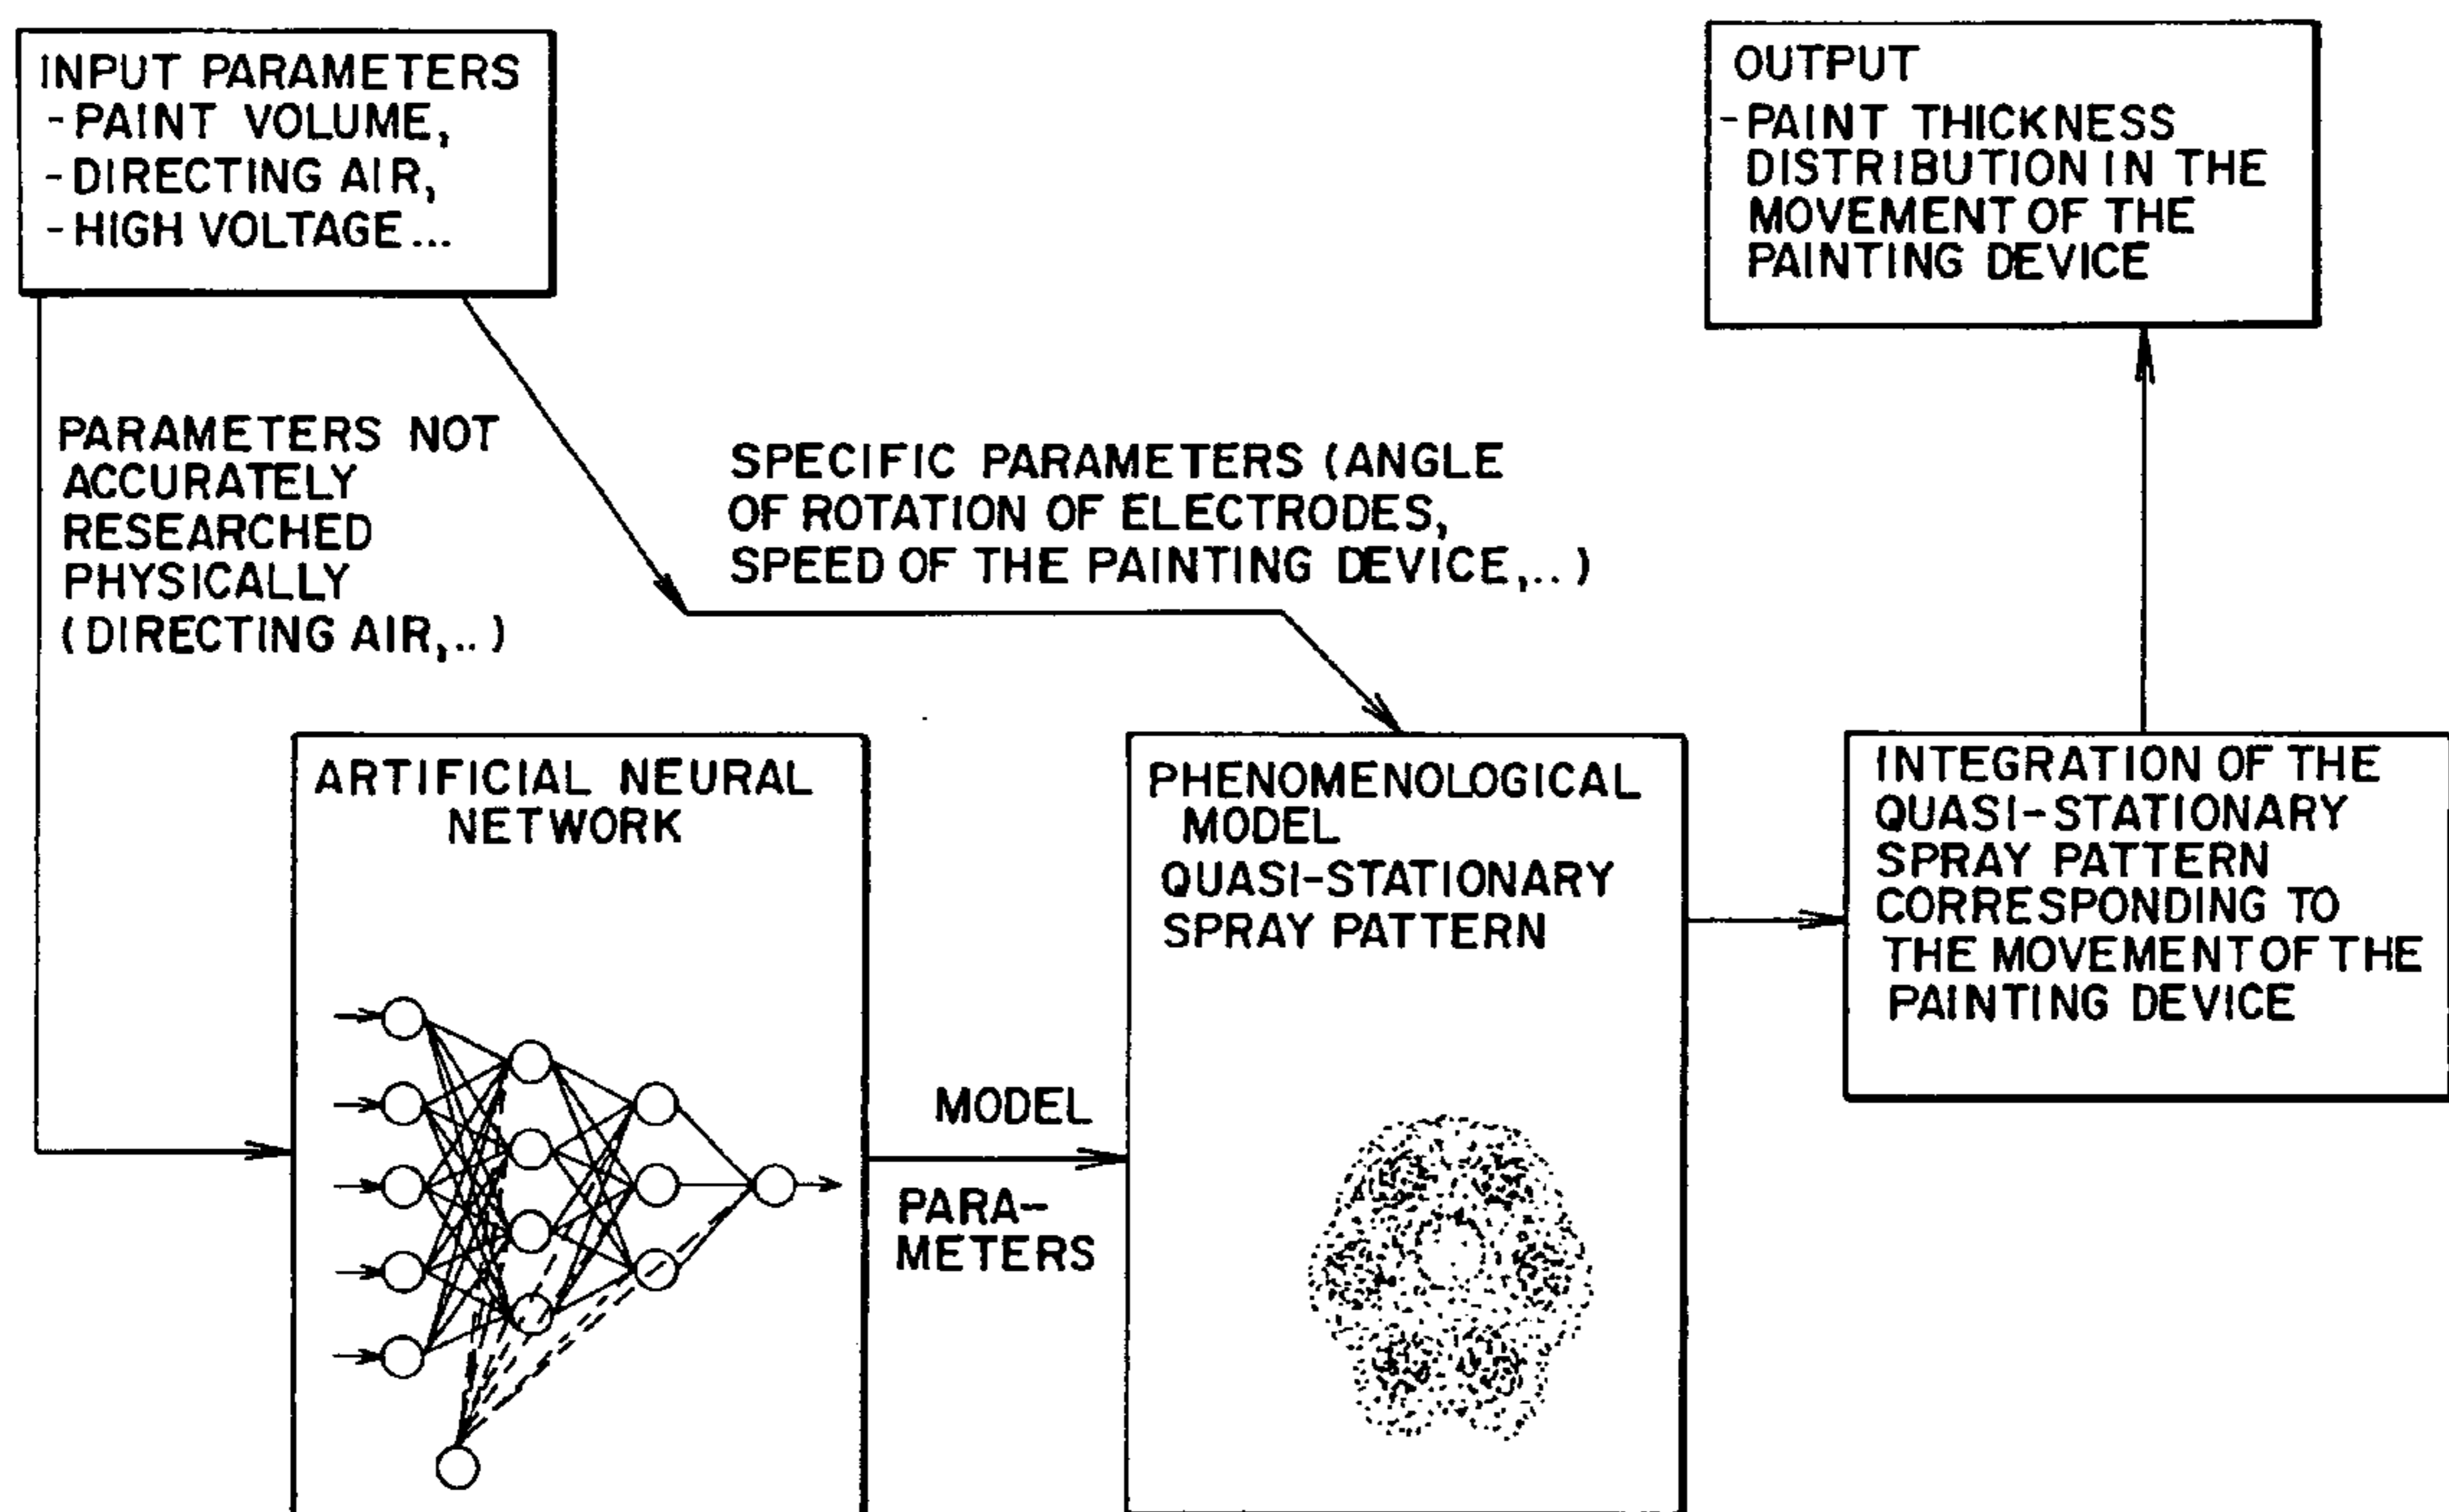 INPUT PARAMETERS
-PAINT VOLUME,
-DIRECTING AIR,
-HIGH VOLTAGE...
OUTPUT
-PAINT THICKNESS
DISTRIBUTION IN THE
MOVEMENT OF THE
PAINTING DEVICE
PARAMETERS NOT
ACCURATELY
RESEARCHED
PHYSICALLY
(DIRECTING AIR,..)
SPECIFIC PARAMETERS (ANGLE
OF ROTATION OF ELECTRODES,
SPEED OF THE PAINTING DEVICE,..)
ARTIFICIAL NEURAL
NETWORK
MODEL
PARA-
METERS
PHENOMENOLOGICAL
MODEL
QUASI-STATIONARY
SPRAY PATTERN
INTEGRATION OF THE
QUASI-STATIONARY
SPRAY PATTERN
CORRESPONDING TO
THE MOVEMENT OF THE
PAINTING DEVICE